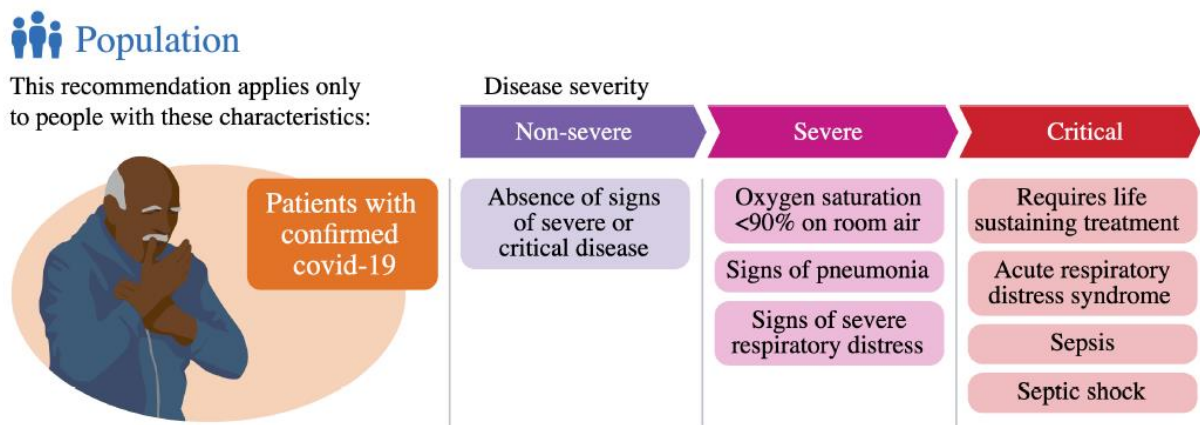 Population
This recommendation applies only
to people with these characteristics:
Patients with
confirmed
covid-19
Disease severity
Non-severe
Severe
Critical
Absence of signs
of severe or
critical disease
Oxygen saturation
<90% on room air
Signs of pneumonia
Signs of severe
respiratory distress
Requires life
sustaining treatment
Acute respiratory
distress syndrome
Sepsis
Septic shock